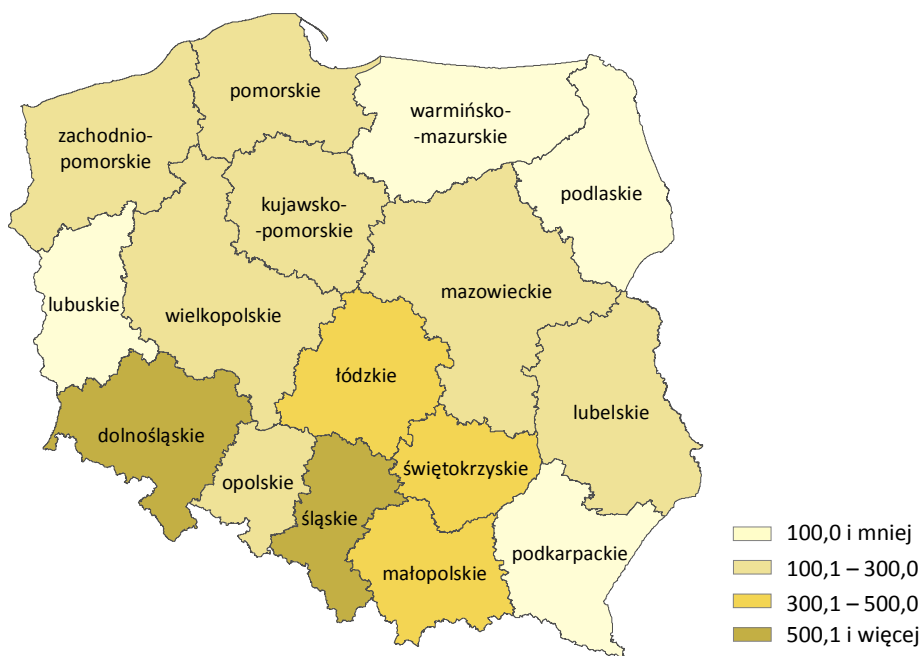 pomorskie
warmińsko-
-mazurskie
zachodnio-
pomorskie
podlaskie
kujawsko-
-pomorskie
mazowieckie
lubuskie
wielkopolskie
łódzkie
lubelskie
dolnośląskie
świętokrzyskie
opolskie
śląskie
podkarpackie
małopolskie
100,0 i mniej
100,1 – 300,0
300,1 – 500,0
500,1 i więcej